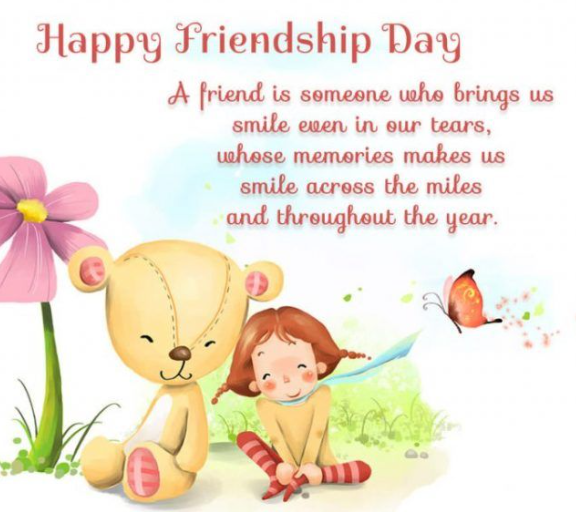 Happy Friendship Day
A friend is someone who brings us
smile even in our tears,
whose memories makes us
smile across the miles
and throughout the year.